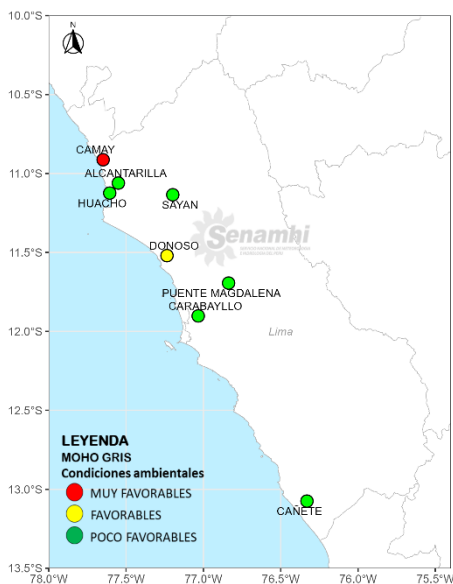 10.0°S
N
10.5°S
CAMAY
11.0°S
ALCANTARILLA
HUACHO
SAYAN
Senamhi
11.5°S
DONOSO
PUENTE MAGDALENA
CARABAYLLO
12.0°S
Lima
12.5°S
LEYENDA
MOHO GRIS
Condiciones ambientales
MUY FAVORABLES
FAVORABLES
POCO FAVORABLES
13.0°S
CAÑETE
13.5°S
78.0°W 77.5°W 77.0°W 76.5°W 76.0°W 75.5°W